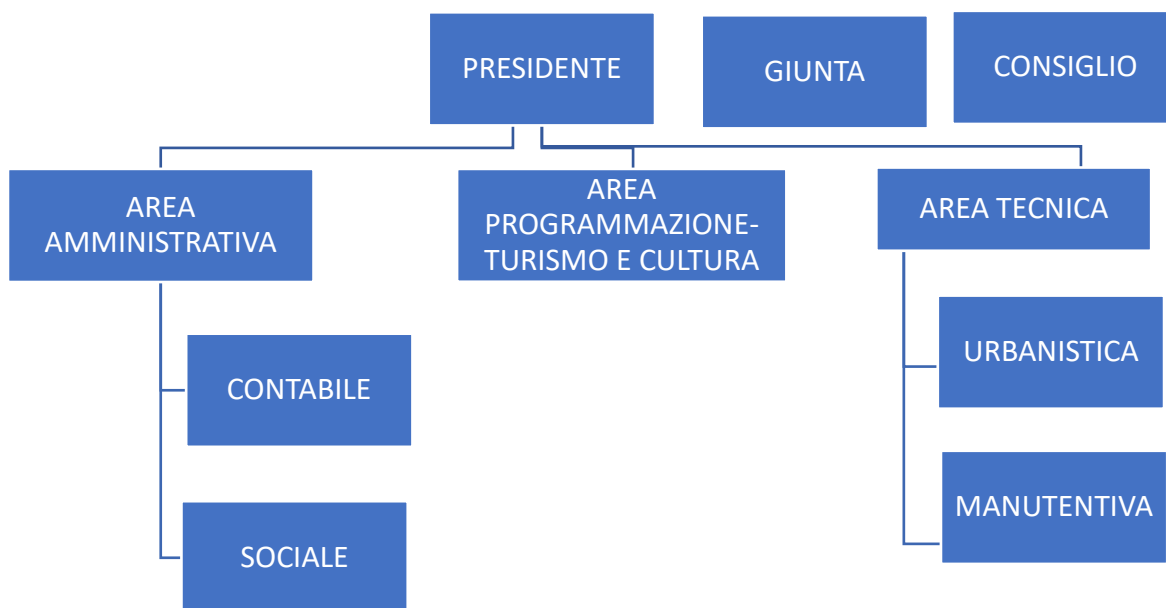 PRESIDENTE
GIUNTA
CONSIGLIO
AREA
AMMINISTRATIVA
AREA
PROGRAMMAZIONE-
TURISMO E CULTURA
AREA TECNICA
CONTABILE
SOCIALE
URBANISTICA
MANUTENTIVA